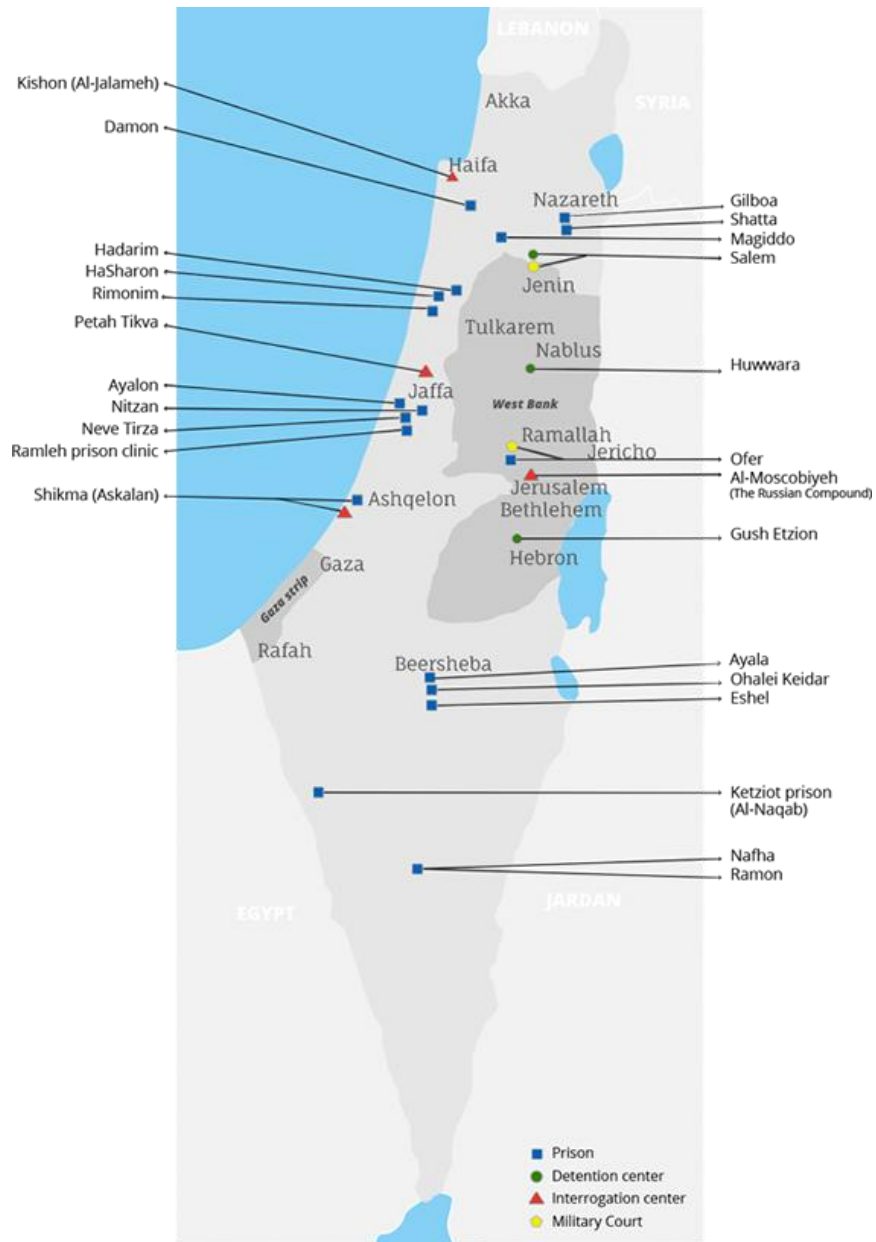 LEBANON
SYRIA
Kishon (Al-Jalameh)
Damon
Hadarim
HaSharon
Rimonim
Petah Tikva
Ayalon
Nitzan
Neve Tirza
Ramleh prison clinic
Shikma (Askalan)
Akka
Haifa
Nazareth
Jenin
Tulkarem
Nablus
Jaffa
West Bank
Ramallah
Jericho
Jerusalem
Bethlehem
Ashqelon
Hebron
Gaza
Gaza strip
Rafah
Beersheba
Gilboa
Shatta
Magiddo
Salem
Huwwara
Ofer
Al-Moscobiyeh
(The Russian Compound)
Gush Etzion
Ayala
Ohalei Keidar
Eshel
Ketziot prison
(Al-Naqab)
Nafha
Ramon
EGYPT
JARDAN
Prison
Detention center
Interrogation center
Military Court